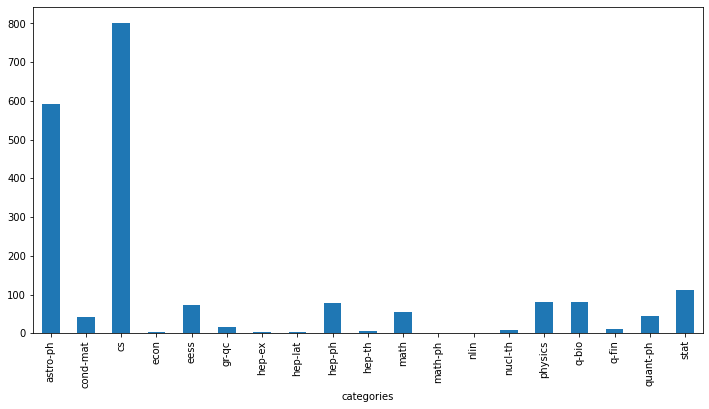 800
700
600
500
400
300
200
100
0
astro-ph
cond-mat
cs
econ
eess
gr-qc
hep-ex
hep-lat
hep-ph
hep-th
math
math-ph
nlin
nucl-th
physics
q-bio
q-fin
quant-ph
stat
categories